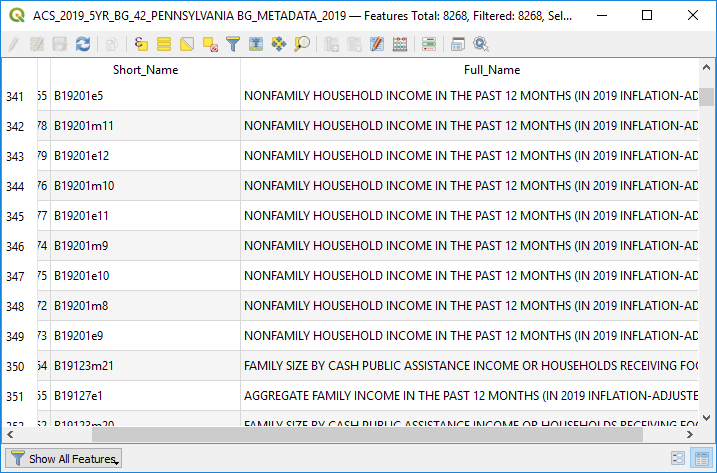 ACS_2019_5YR_BG_42_PENNSYLVANIA BG_METADATA_2019 — Features Total: 8268, Filtered: 8268, Sel...
Short_Name Full_Name
341 65 B19201e5 NONFAMILY HOUSEHOLD INCOME IN THE PAST 12 MONTHS (IN 2019 INFLATION-AD
342 78 B19201m11 NONFAMILY HOUSEHOLD INCOME IN THE PAST 12 MONTHS (IN 2019 INFLATION-AD
343 79 B19201e12 NONFAMILY HOUSEHOLD INCOME IN THE PAST 12 MONTHS (IN 2019 INFLATION-AD
344 76 B19201m10 NONFAMILY HOUSEHOLD INCOME IN THE PAST 12 MONTHS (IN 2019 INFLATION-AD
345 77 B19201e11 NONFAMILY HOUSEHOLD INCOME IN THE PAST 12 MONTHS (IN 2019 INFLATION-AD
346 74 B19201m9 NONFAMILY HOUSEHOLD INCOME IN THE PAST 12 MONTHS (IN 2019 INFLATION-AD
347 75 B19201e10 NONFAMILY HOUSEHOLD INCOME IN THE PAST 12 MONTHS (IN 2019 INFLATION-AD
348 72 B19201m8 NONFAMILY HOUSEHOLD INCOME IN THE PAST 12 MONTHS (IN 2019 INFLATION-AD
349 73 B19201e9 NONFAMILY HOUSEHOLD INCOME IN THE PAST 12 MONTHS (IN 2019 INFLATION-AD
350 64 B19123m21 FAMILY SIZE BY CASH PUBLIC ASSISTANCE INCOME OR HOUSEHOLDS RECEIVING FOO
351 65 B19127e1 AGGREGATE FAMILY INCOME IN THE PAST 12 MONTHS (IN 2019 INFLATION-ADJUSTE
352 62 B19123m20 FAMILY SIZE BY CASH PUBLIC ASSISTANCE INCOME OR HOUSEHOLDS RECEIVING FOO
Show All Features